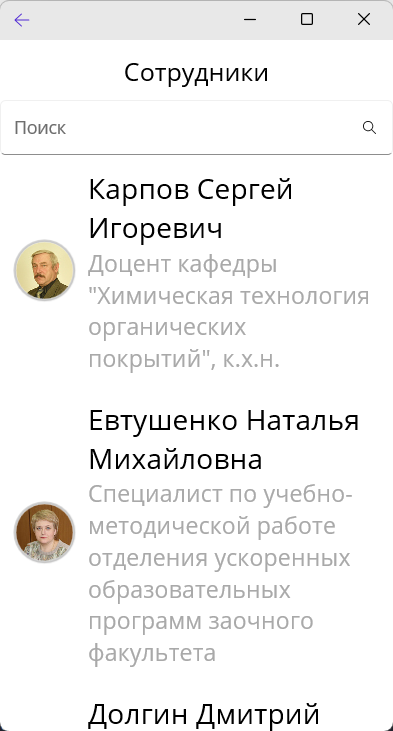 Сотрудники
Поиск
Карпов Сергей
Игоревич
Доцент кафедры
"Химическая технология
органических
покрытий", к.х.н.
Евтушенко Наталья
Михайловна
Специалист по учебно-
методической работе
отделения ускоренных
образовательных
программ заочного
факультета
Долгин Дмитрий